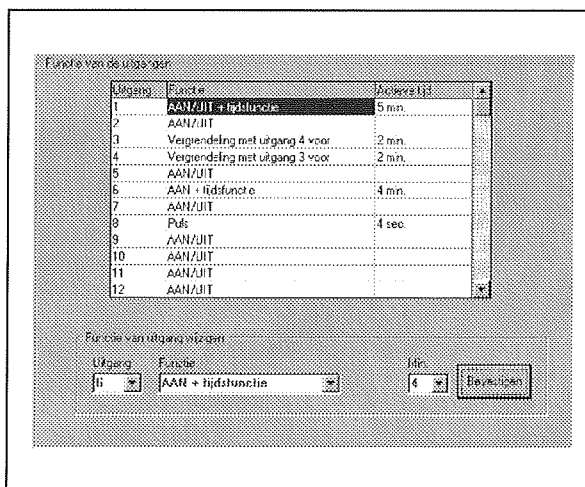 Functie van de uitgangen
Uitgang Functie Actieve tijd
1 AAN/UIT + tijdsfunctie 5 min.
2 AAN/UIT
3 Vergrendeling met uitgang 4 voor 2 min.
4 Vergrendeling met uitgang 3 voor 2 min.
5 AAN/UIT
6 AAN + tijdsfunctie 4 min.
7 AAN/UIT
8 Puls 4 sec.
9 AAN/UIT
10 AAN/UIT
11 AAN/UIT
12 AAN/UIT
Functie van uitgang wijzigen
Uitgang Functie Min.
6 AAN + tijdsfunctie 4 Bevestigen